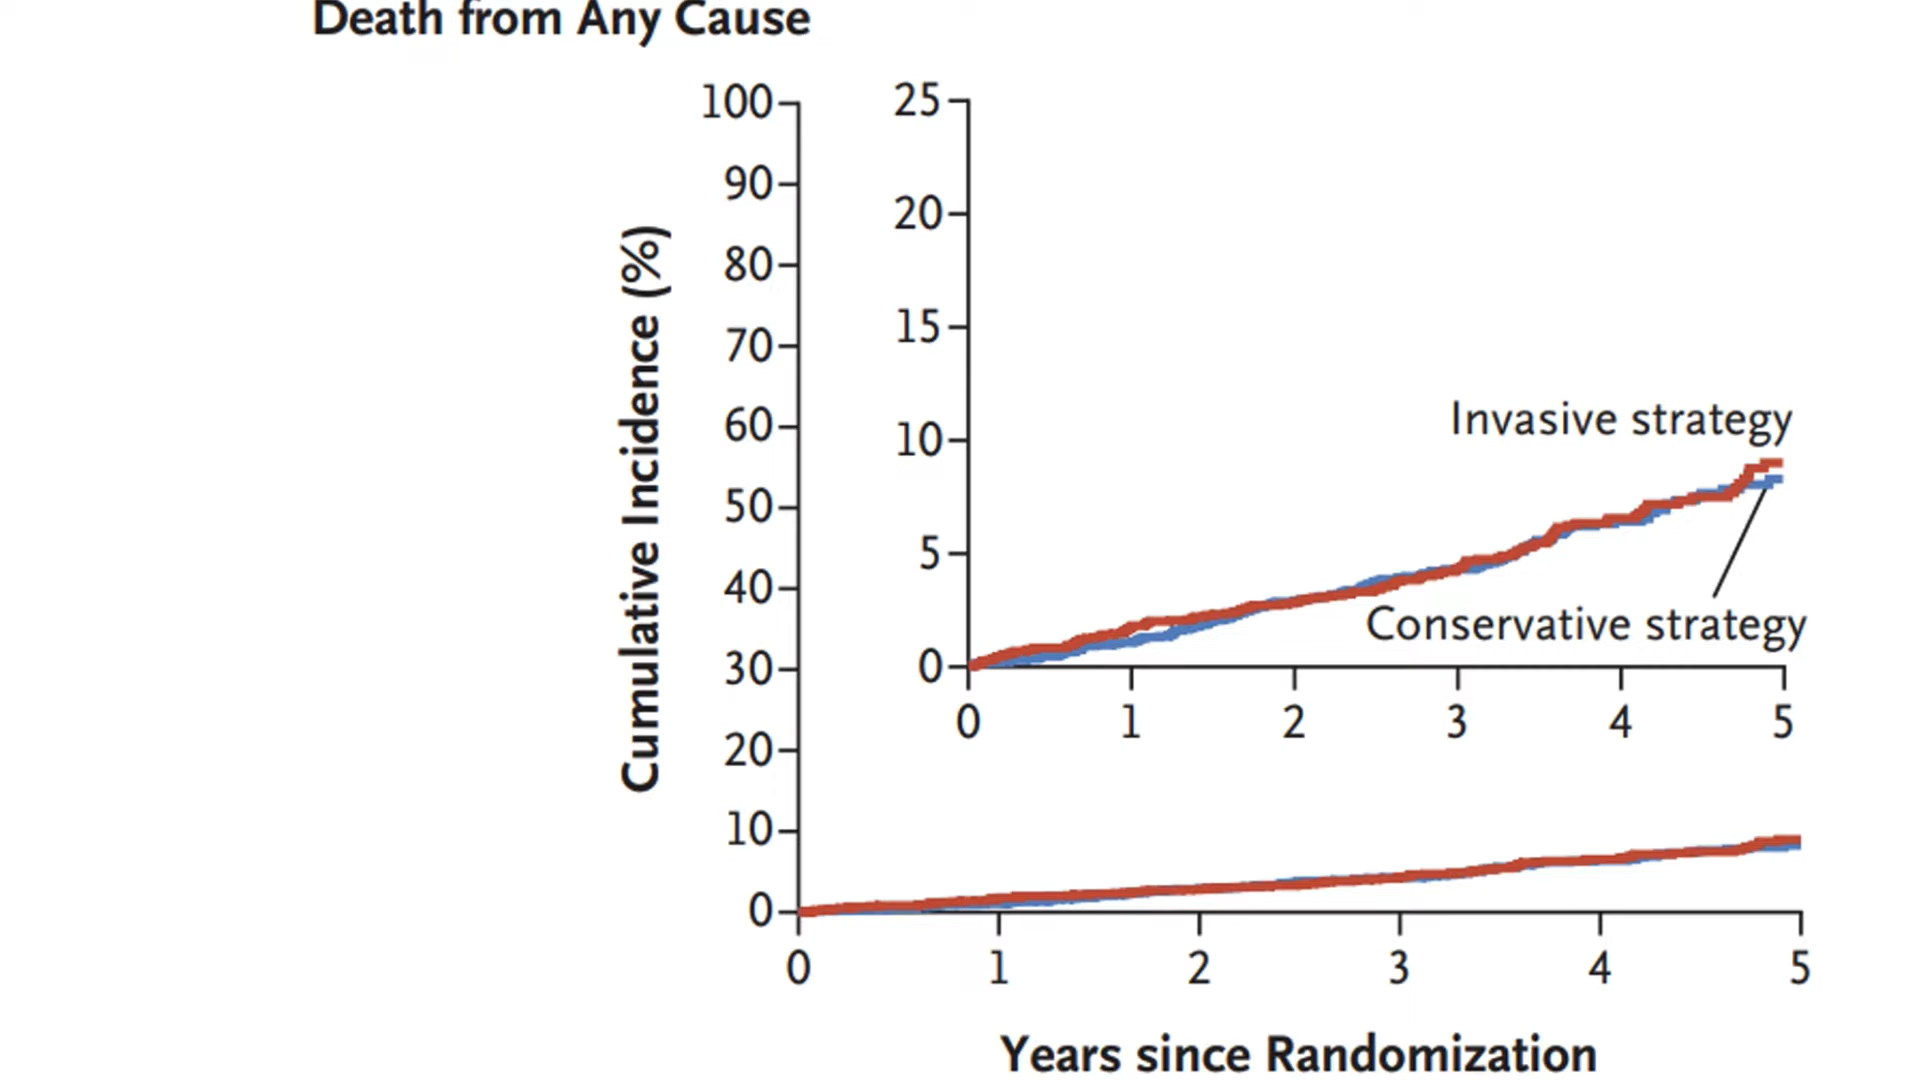 Death from Any Cause
Cumulative Incidence (%)
100
90
80
70
60
50
40
30
20
10
0
0 1 2 3 4 5
25
20
15
10
5
0
0 1 2 3 4 5
Invasive strategy
Conservative strategy
Years since Randomization